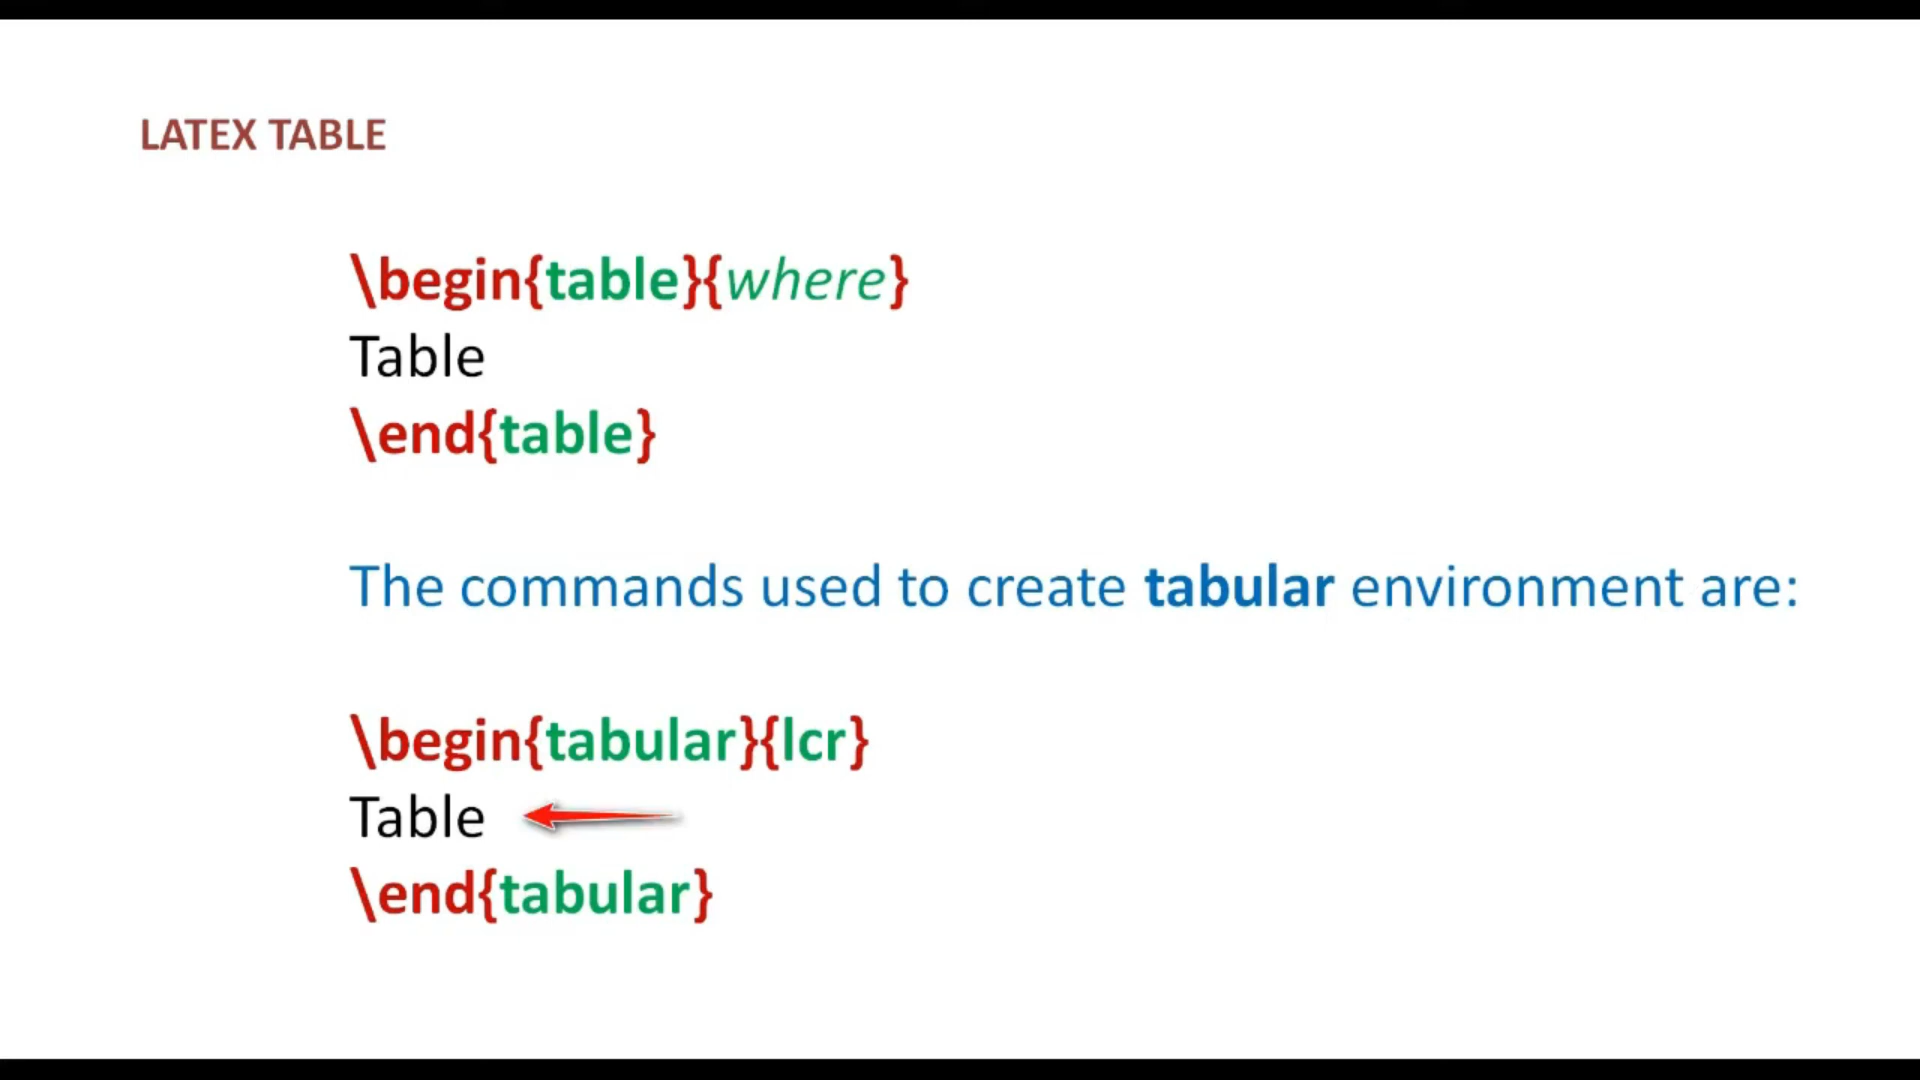 LATEX TABLE
\begin{table}{where}
Table
\end{table}
The commands used to create tabular environment are:
\begin{tabular}{lcr}
Table
\end{tabular}